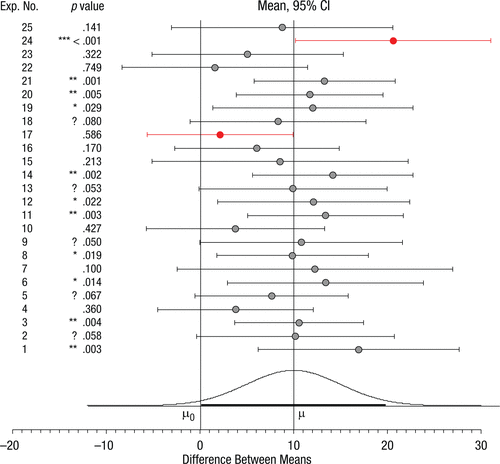 Exp. No. p value Mean, 95% CI
25 .141
24 *** < .001
23 .322
22 .749
21 ** .001
20 ** .005
19 * .029
18 ? .080
17 .586
16 .170
15 .213
14 ** .002
13 ? .053
12 * .022
11 ** .003
10 .427
9 ? .050
8 * .019
7 .100
6 * .014
5 ? .067
4 .360
3 ** .004
2 ? .058
1 ** .003
μ0 μ
−20 −10 0 10 20 30
Difference Between Means